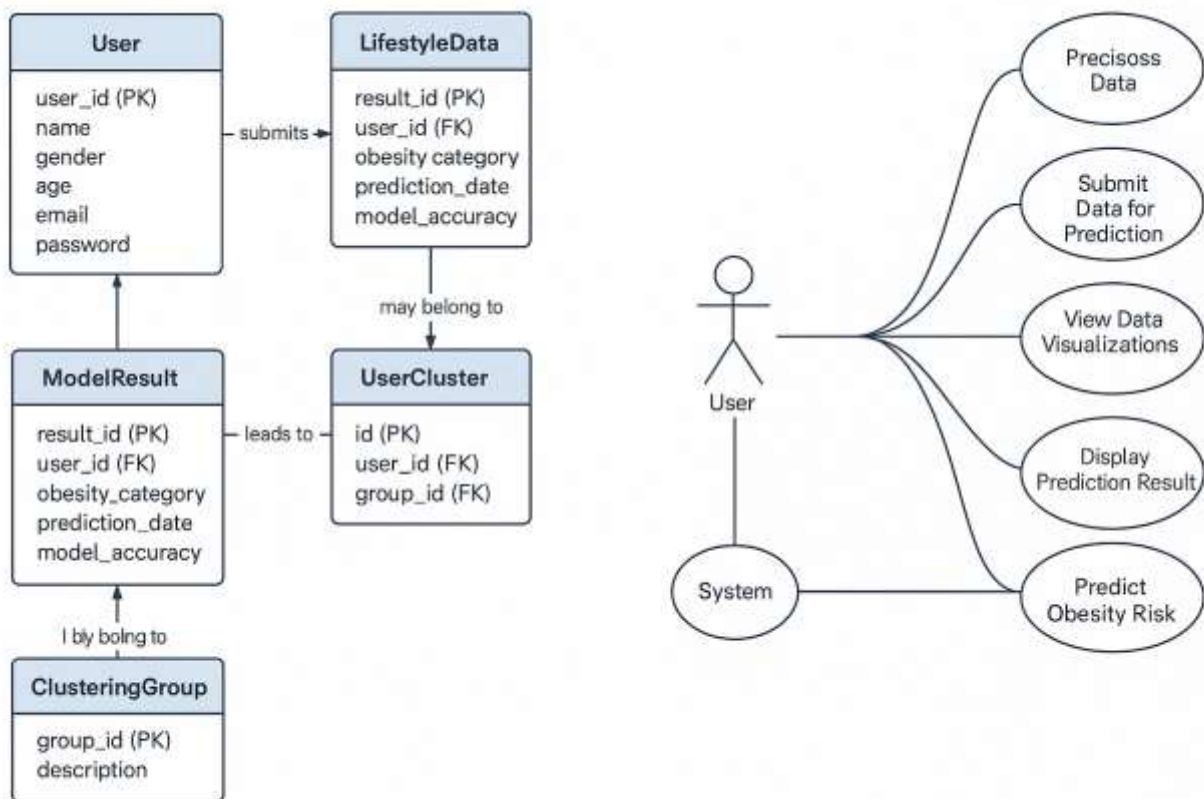 User
user_id (PK)
name
gender
age
email
password
submits
LifestyleData
result_id (PK)
user_id (FK)
obesity category
prediction_date
model_accuracy
may belong to
ModelResult
result_id (PK)
user_id (FK)
obesity_category
prediction_date
model_accuracy
leads to
UserCluster
id (PK)
user_id (FK)
group_id (FK)
I bly bolng to
ClusteringGroup
group_id (PK)
description
Precisoss
Data
Submit
Data for
Prediction
View Data
Visualizations
Display
Prediction Result
Predict
Obesity Risk
User
System